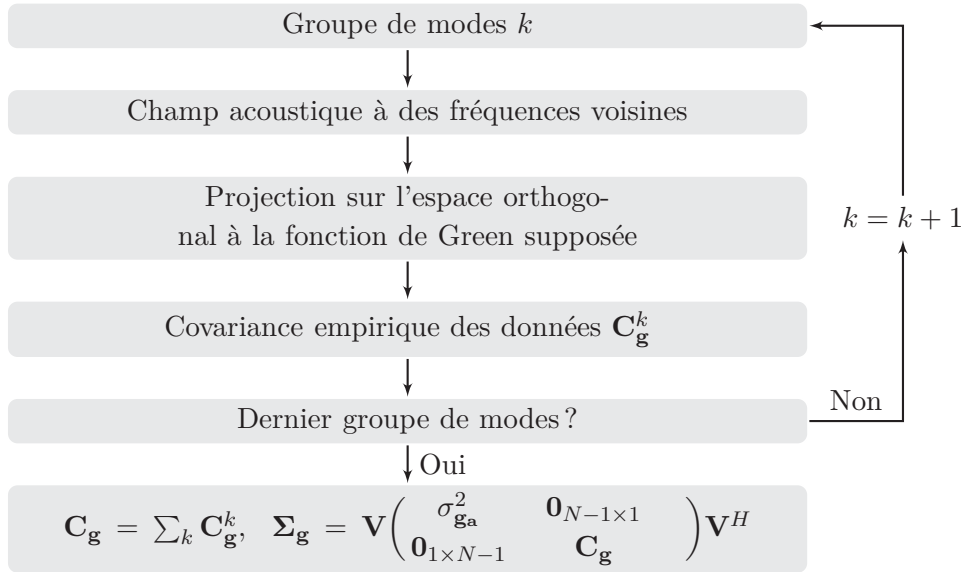 Groupe de modes k
Champ acoustique à des fréquences voisines
Projection sur l'espace orthogo-
nal à la fonction de Green supposée
k = k + 1
Covariance empirique des données C_g^k
Dernier groupe de modes ?
Non
Oui
C_g = ∑_k C_g^k, Σ_g = V( σ_{g_a}^2 0_{N−1×1} ; 0_{1×N−1} C_g ) V^H